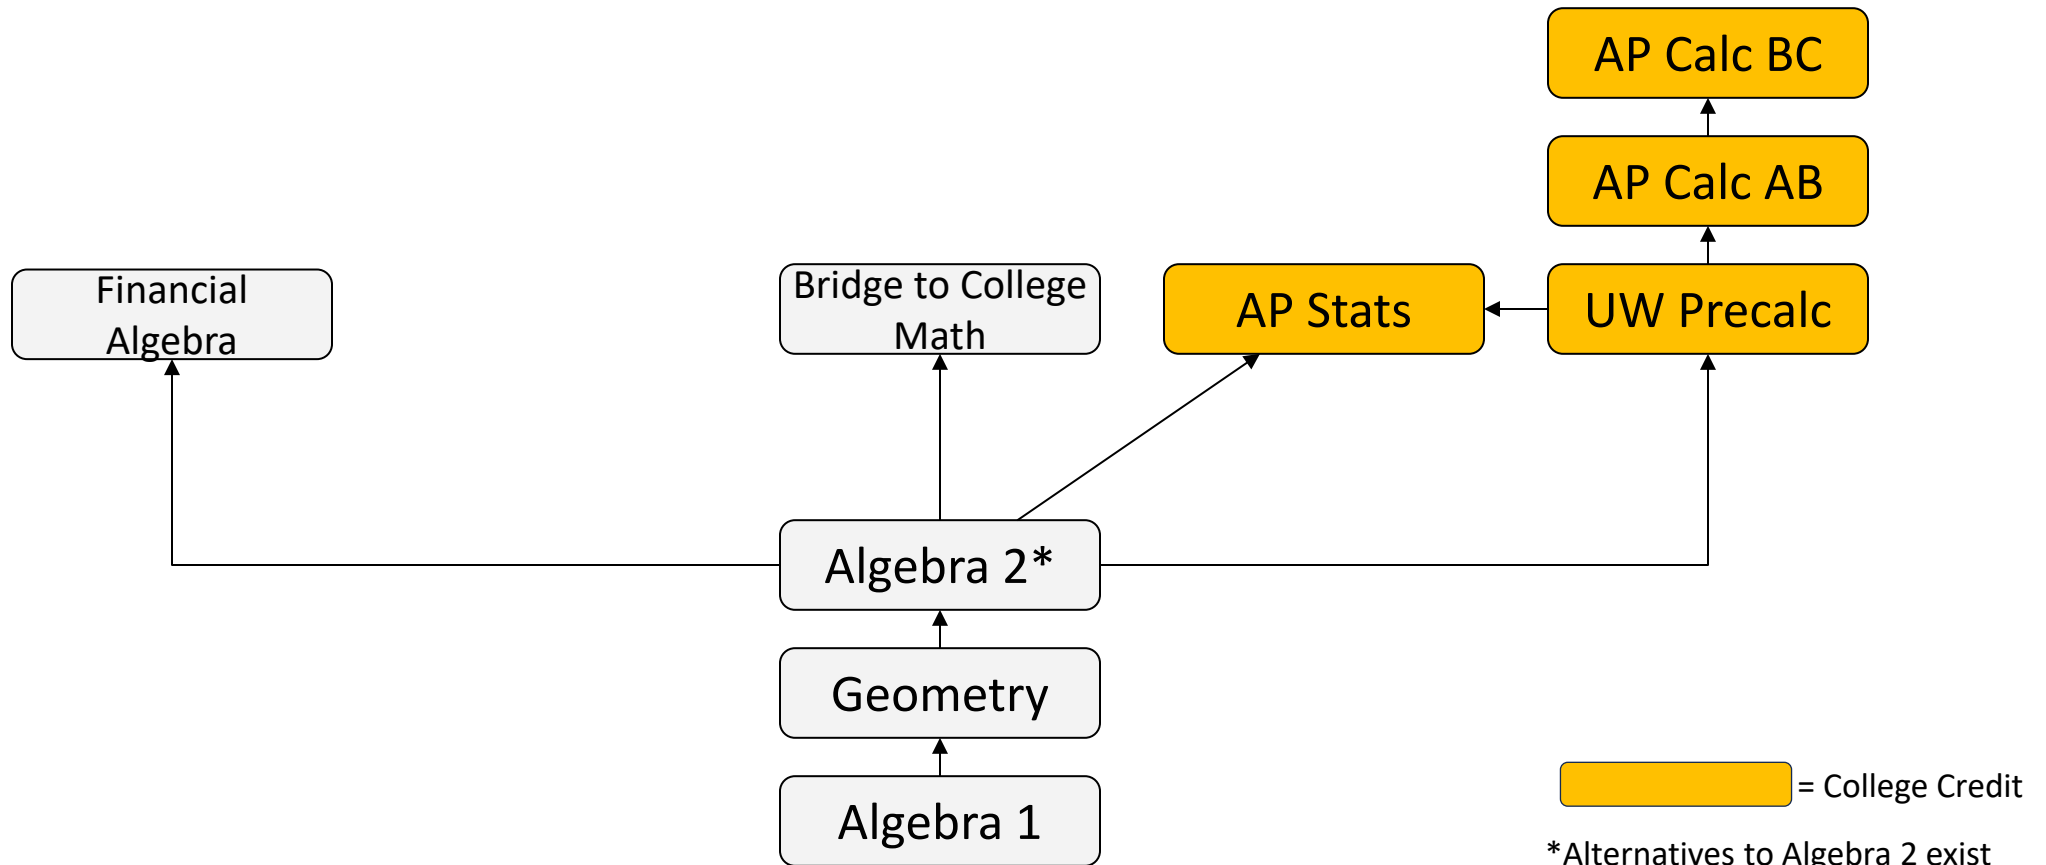 AP Calc BC
AP Calc AB
Financial
Algebra
Bridge to College
Math
AP Stats
UW Precalc
Algebra 2*
Geometry
Algebra 1
= College Credit
*Alternatives to Algebra 2 exist